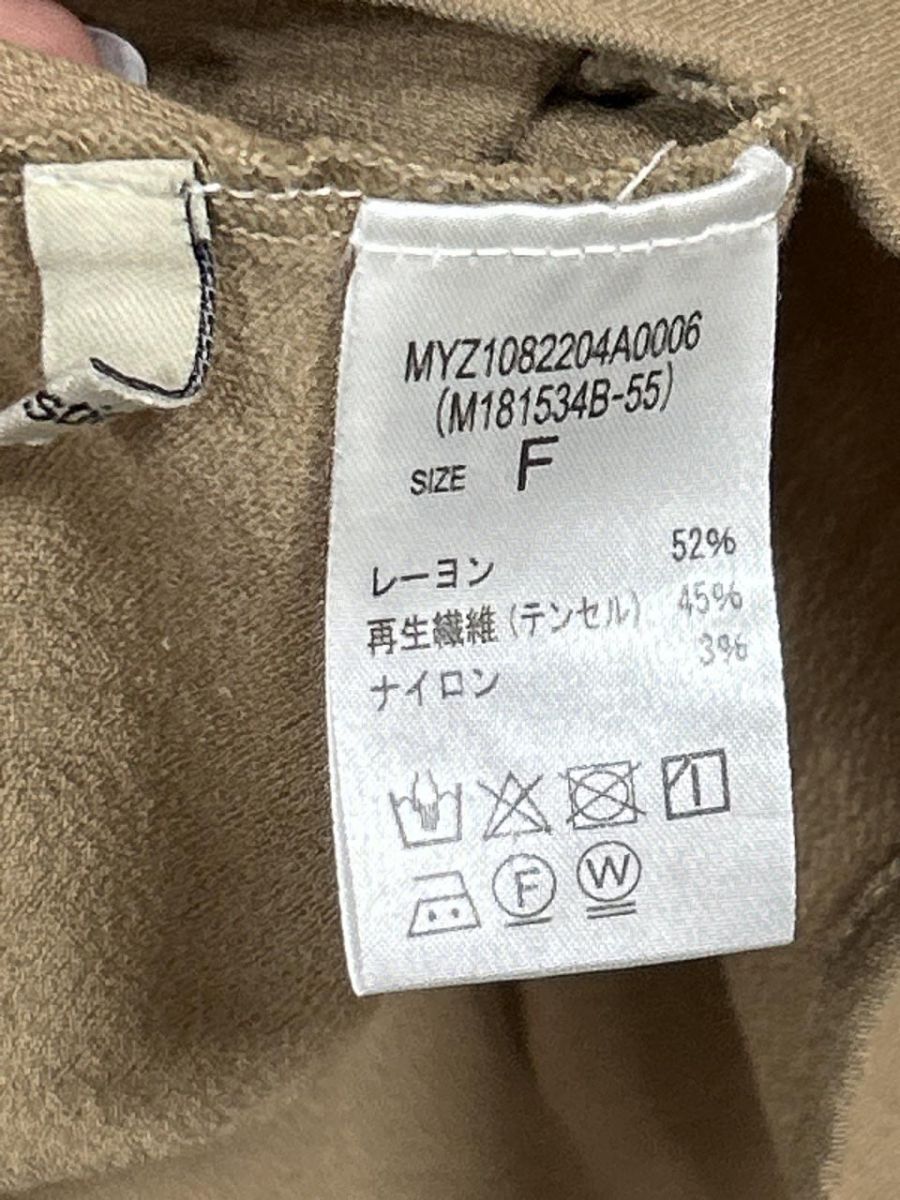 MYZ1082204A0006
(M181534B-55)
SIZE F
レーヨン 52%
再生繊維(テンセル) 45%
ナイロン 3%
F W